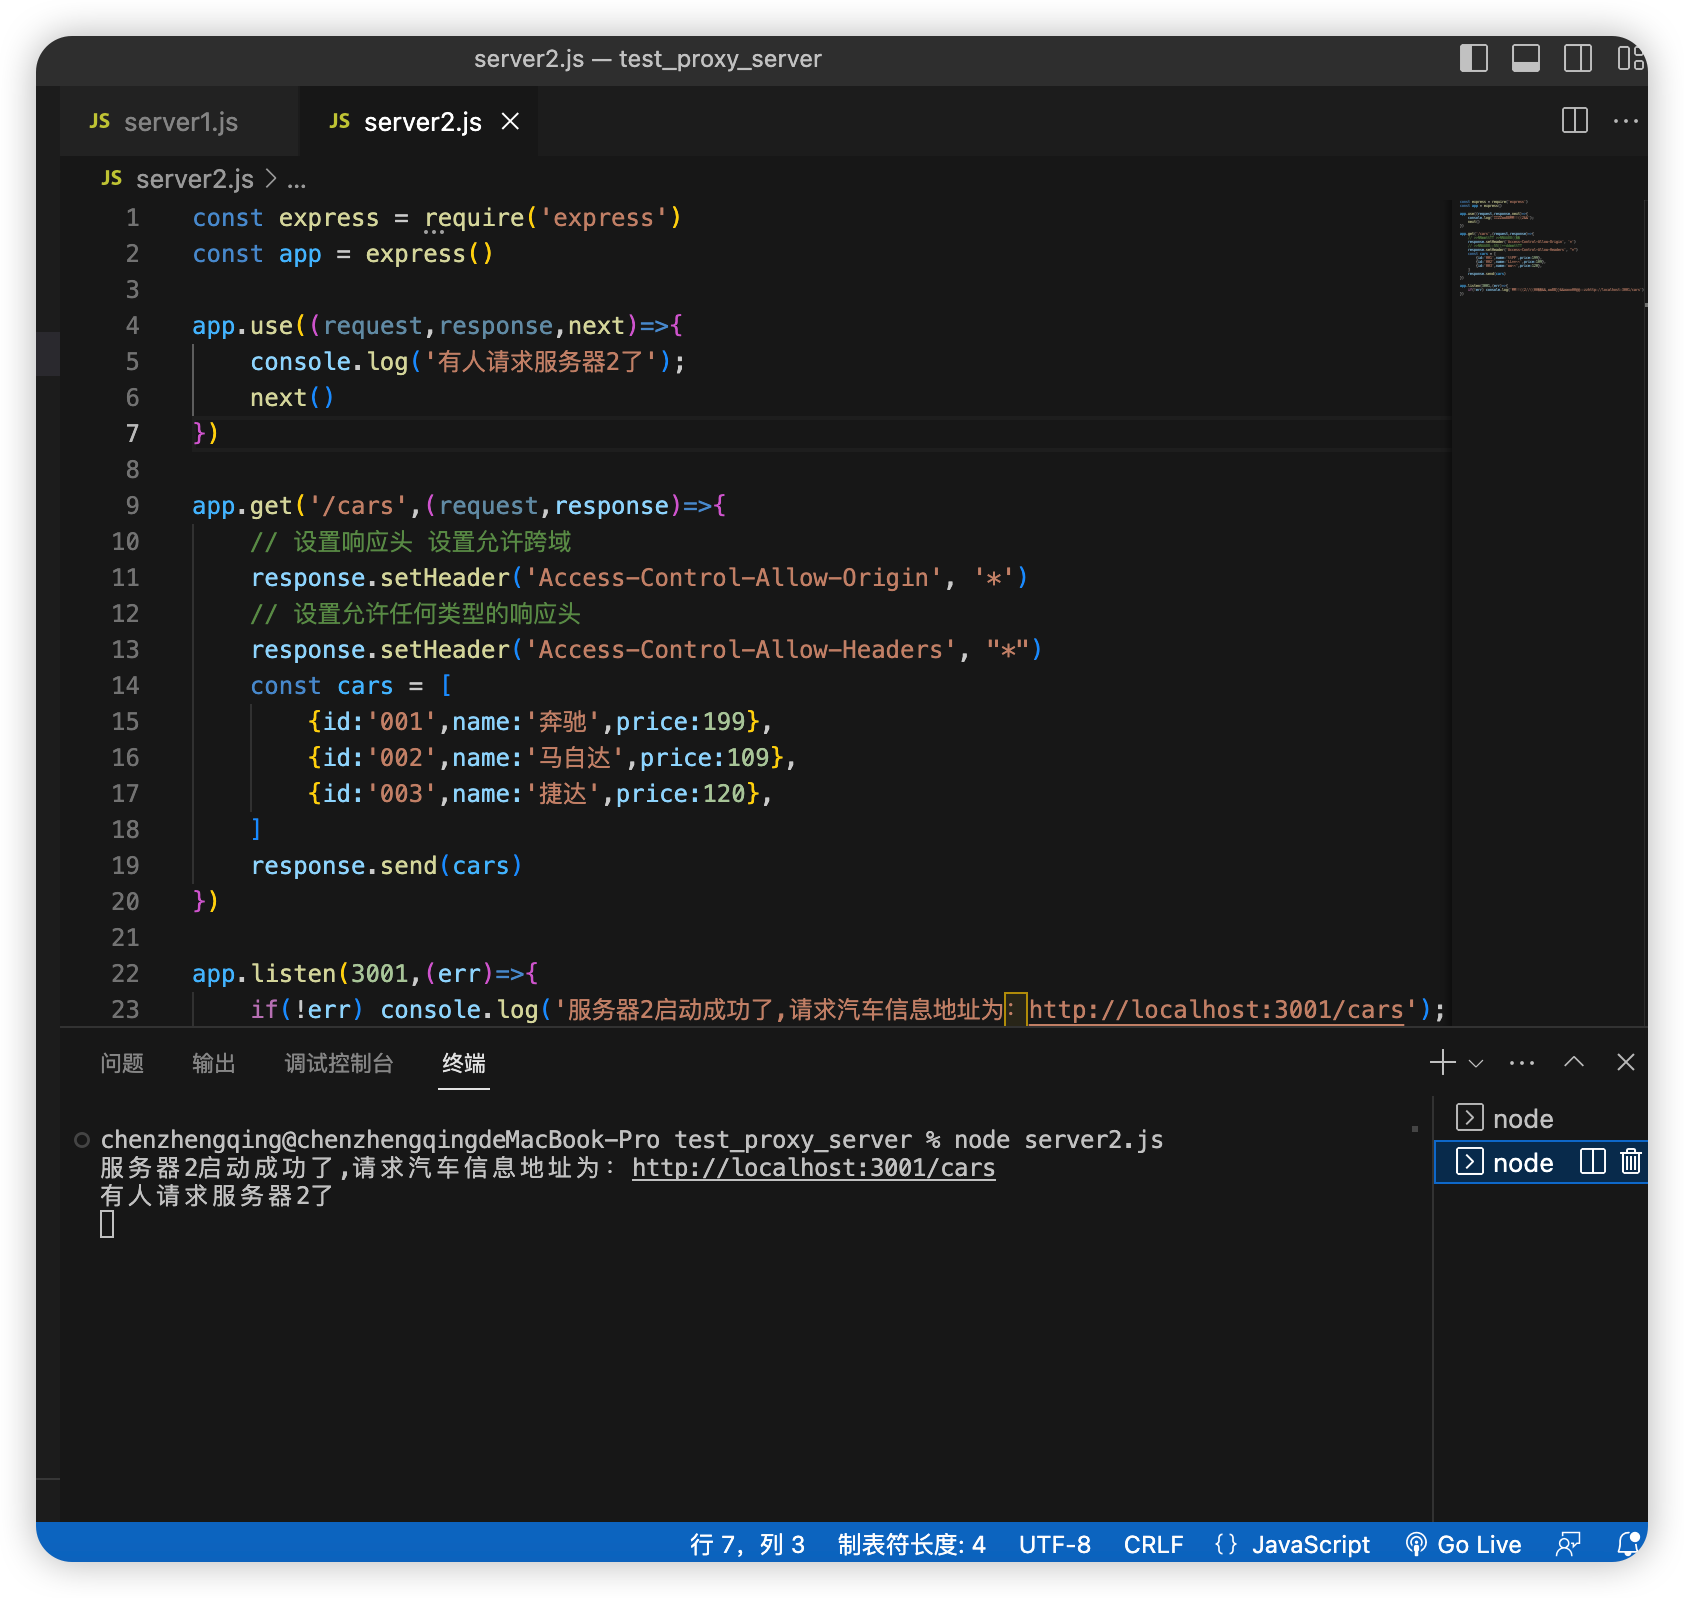 server2.js — test_proxy_server
JS server1.js
JS server2.js
JS server2.js > ...
1 const express = require('express')
2 const app = express()
3
4 app.use((request,response,next)=>{
5     console.log('有人请求服务器2了');
6     next()
7 })
8
9 app.get('/cars',(request,response)=>{
10     // 设置响应头 设置允许跨域
11     response.setHeader('Access-Control-Allow-Origin', '*')
12     // 设置允许任何类型的响应头
13     response.setHeader('Access-Control-Allow-Headers', "*")
14     const cars = [
15         {id:'001',name:'奔驰',price:199},
16         {id:'002',name:'马自达',price:109},
17         {id:'003',name:'捷达',price:120},
18     ]
19     response.send(cars)
20 })
21
22 app.listen(3001,(err)=>{
23     if(!err) console.log('服务器2启动成功了,请求汽车信息地址为：http://localhost:3001/cars');
问题 输出 调试控制台 终端
chenzhengqing@chenzhengqingdeMacBook-Pro test_proxy_server % node server2.js
服务器2启动成功了,请求汽车信息地址为：http://localhost:3001/cars
有人请求服务器2了
node
node
行 7，列 3 制表符长度: 4 UTF-8 CRLF {} JavaScript Go Live